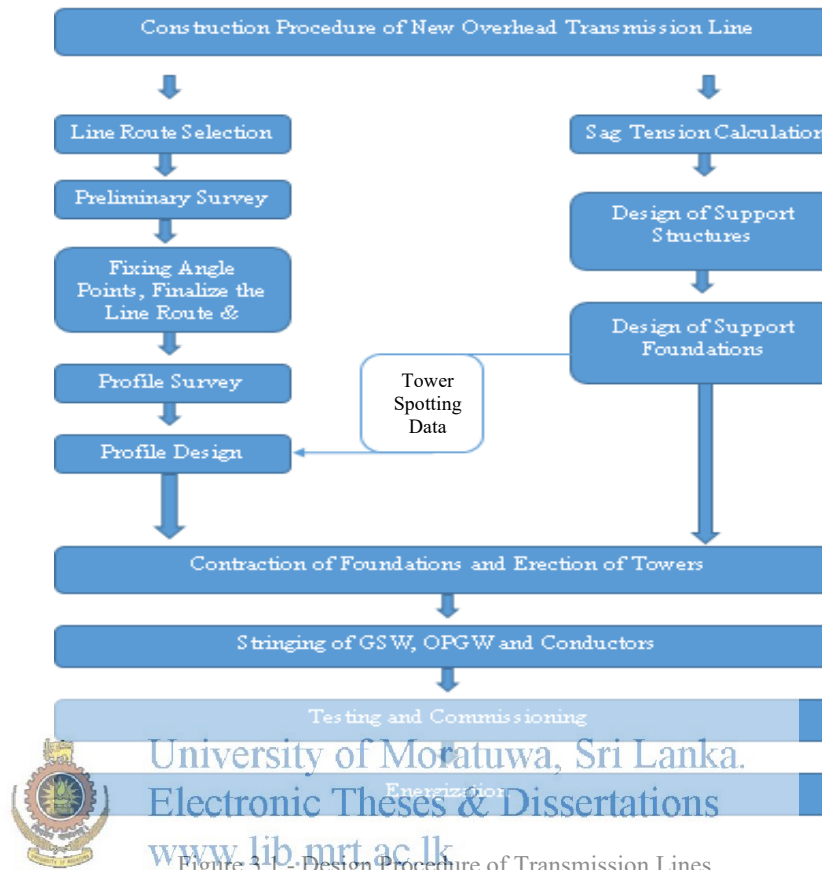 Construction Procedure of New Overhead Transmission Line
Line Route Selection
Preliminary Survey
Fixing Angle
Points, Finalize the
Line Route &
Profile Survey
Profile Design
Tower
Spotting
Data
Sag Tension Calculation
Design of Support
Structures
Design of Support
Foundations
Contraction of Foundations and Erection of Towers
Stringing of GSW, OPGW and Conductors
Testing and Commissioning
Energization
University of Moratuwa, Sri Lanka.
Electronic Theses & Dissertations
www.lib.mrt.ac.lk
Figure 3-1 - Design Procedure of Transmission Lines